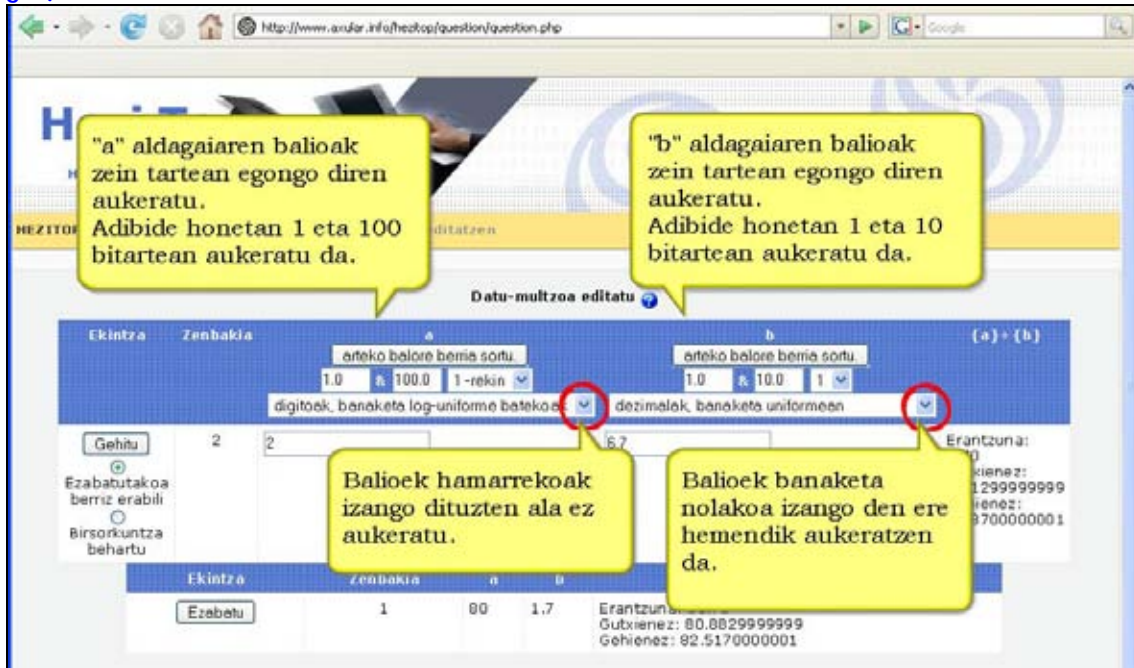 http://www.axular.info/hezitop/question/question.php
Google
"a" aldagaiaren balioak
zein tartean egongo diren
aukeratu.
Adibide honetan 1 eta 100
bitartean aukeratu da.
"b" aldagaiaren balioak
zein tartean egongo diren
aukeratu.
Adibide honetan 1 eta 10
bitartean aukeratu da.
Datu-multzoa editatu
Ekintza Zenbakia a b {a}+{b}
arteko balore berria sortu. arteko balore berria sortu.
1.0 & 100.0 1-rekin 1.0 & 10.0 1
digitoak, banaketa log-uniforme batekoak dezimalak, banaketa uniformean
Gehitu 2 2 6.7 Erantzuna:
Ezabatutakoa
berriz erabili
Birsorkuntza
behartu
Balioek hamarrekoak
izango dituzten ala ez
aukeratu.
Balioek banaketa
nolakoa izango den ere
hemendik aukeratzen
da.
Ekintza Zenbakia a b
Ezabatu 1 80 1.7
Gutxienez: 80.8829999999
Gehienez: 82.5170000001